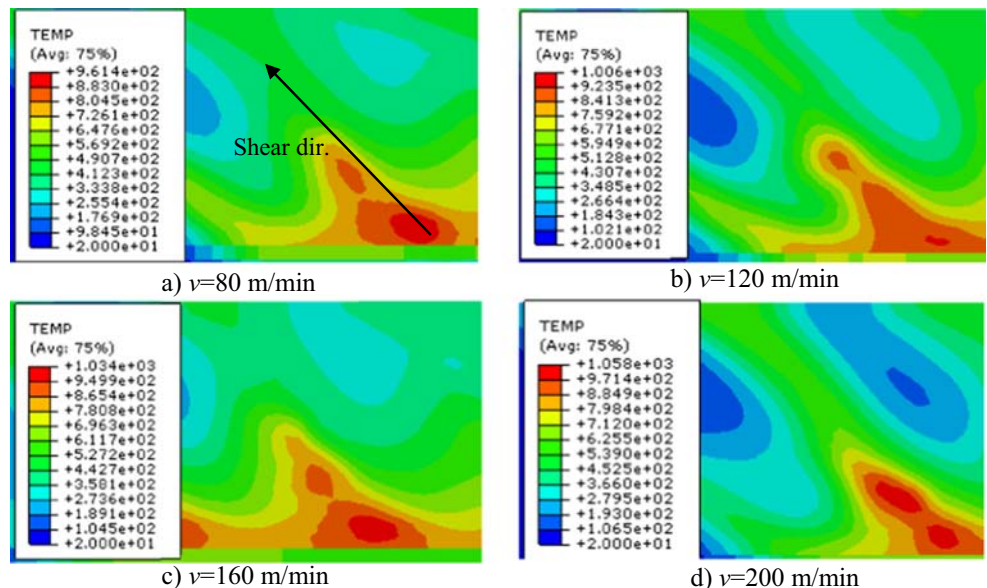 TEMP
(Avg: 75%)
+9.614e+02
+8.830e+02
+8.045e+02
+7.261e+02
+6.476e+02
+5.692e+02
+4.907e+02
+4.123e+02
+3.338e+02
+2.554e+02
+1.769e+02
+9.845e+01
+2.000e+01
Shear dir.
a) v=80 m/min
TEMP
(Avg: 75%)
+1.006e+03
+9.235e+02
+8.413e+02
+7.592e+02
+6.771e+02
+5.949e+02
+5.128e+02
+4.307e+02
+3.485e+02
+2.664e+02
+1.843e+02
+1.021e+02
+2.000e+01
b) v=120 m/min
TEMP
(Avg: 75%)
+1.034e+03
+9.499e+02
+8.654e+02
+7.808e+02
+6.963e+02
+6.117e+02
+5.272e+02
+4.427e+02
+3.581e+02
+2.736e+02
+1.891e+02
+1.045e+02
+2.000e+01
c) v=160 m/min
TEMP
(Avg: 75%)
+1.058e+03
+9.714e+02
+8.849e+02
+7.984e+02
+7.120e+02
+6.255e+02
+5.390e+02
+4.525e+02
+3.660e+02
+2.795e+02
+1.930e+02
+1.065e+02
+2.000e+01
d) v=200 m/min